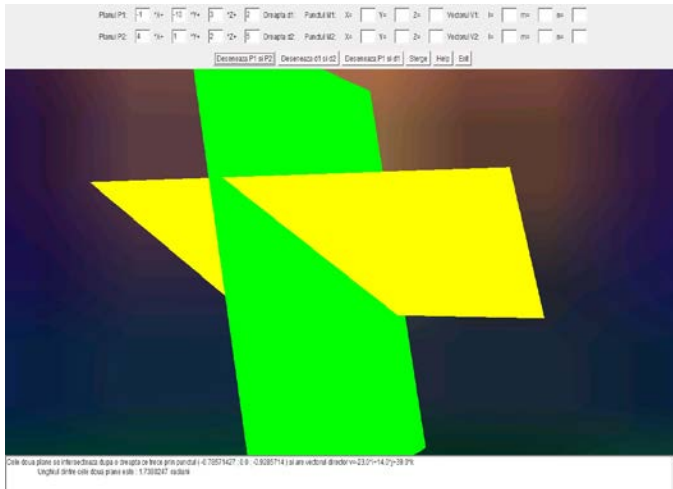 Planul P1: -1 *X+ -10 *Y+ 3 *Z+ 2 Dreapta d1: Punctul M1: X= Y= Z= Vectorul V1: l= m= n=
Planul P2: 4 *X+ 1 *Y+ 2 *Z+ 5 Dreapta d2: Punctul M2: X= Y= Z= Vectorul V2: l= m= n=
Deseneaza P1 si P2 Deseneaza d1 si d2 Deseneaza P1 si d1 Sterge Help Exit
Cele doua plane se intersecteaza dupa o dreapta ce trece prin punctul ( -0.78571427 ; 0.0 ; -0.9285714 ) si are vectorul director v=-23.0*i+14.0*j+39.0*k
Unghiul dintre cele doua plane este : radiani